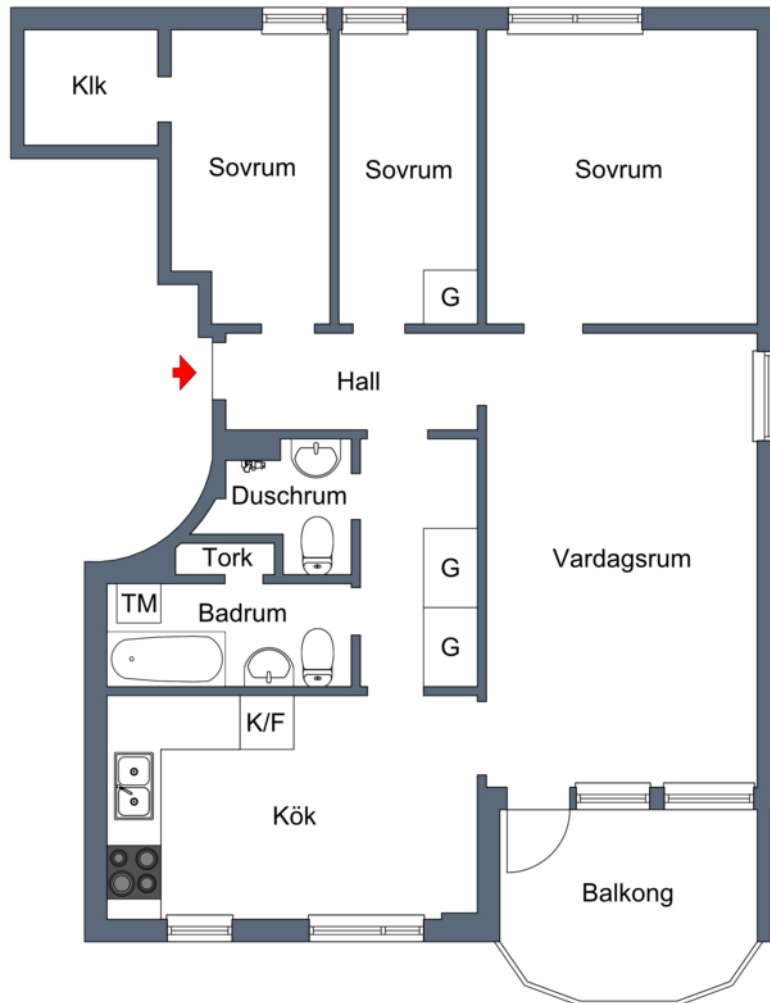 Klk
Sovrum
Sovrum
Sovrum
G
Hall
Duschrum
Tork
G
Vardagsrum
TM
Badrum
G
K/F
Kök
Balkong